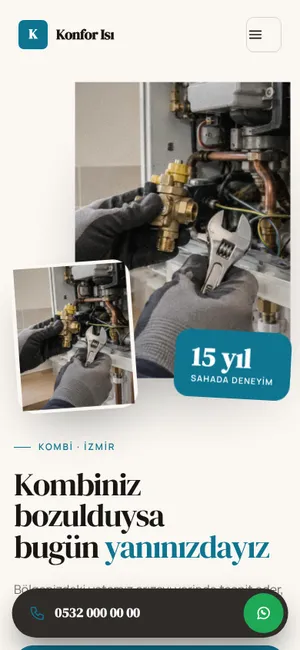 K Konfor Isı
15 yıl
SAHADA DENEYİM
KOMBİ · İZMİR
Kombiniz
bozulduysa
bugün yanınızdayız
0532 000 00 00